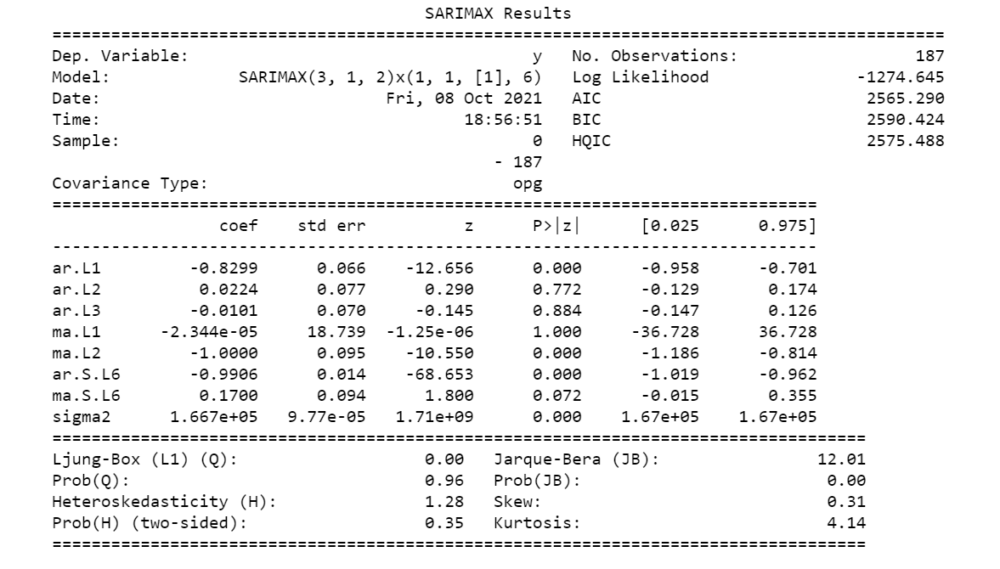 SARIMAX Results
==========================================================================================
Dep. Variable:                                  y   No. Observations:                  187
Model:             SARIMAX(3, 1, 2)x(1, 1, [1], 6)   Log Likelihood               -1274.645
Date:                            Fri, 08 Oct 2021   AIC                           2565.290
Time:                                    18:56:51   BIC                           2590.424
Sample:                                         0   HQIC                          2575.488
- 187
Covariance Type:                              opg
==============================================================================
coef    std err          z      P>|z|      [0.025      0.975]
------------------------------------------------------------------------------
ar.L1         -0.8299      0.066    -12.656      0.000      -0.958      -0.701
ar.L2          0.0224      0.077      0.290      0.772      -0.129       0.174
ar.L3         -0.0101      0.070     -0.145      0.884      -0.147       0.126
ma.L1      -2.344e-05     18.739  -1.25e-06      1.000     -36.728      36.728
ma.L2         -1.0000      0.095    -10.550      0.000      -1.186      -0.814
ar.S.L6       -0.9906      0.014    -68.653      0.000      -1.019      -0.962
ma.S.L6        0.1700      0.094      1.800      0.072      -0.015       0.355
sigma2      1.667e+05   9.77e-05   1.71e+09      0.000    1.67e+05    1.67e+05
===================================================================================
Ljung-Box (L1) (Q):                   0.00   Jarque-Bera (JB):                12.01
Prob(Q):                              0.96   Prob(JB):                         0.00
Heteroskedasticity (H):               1.28   Skew:                             0.31
Prob(H) (two-sided):                  0.35   Kurtosis:                         4.14
===================================================================================